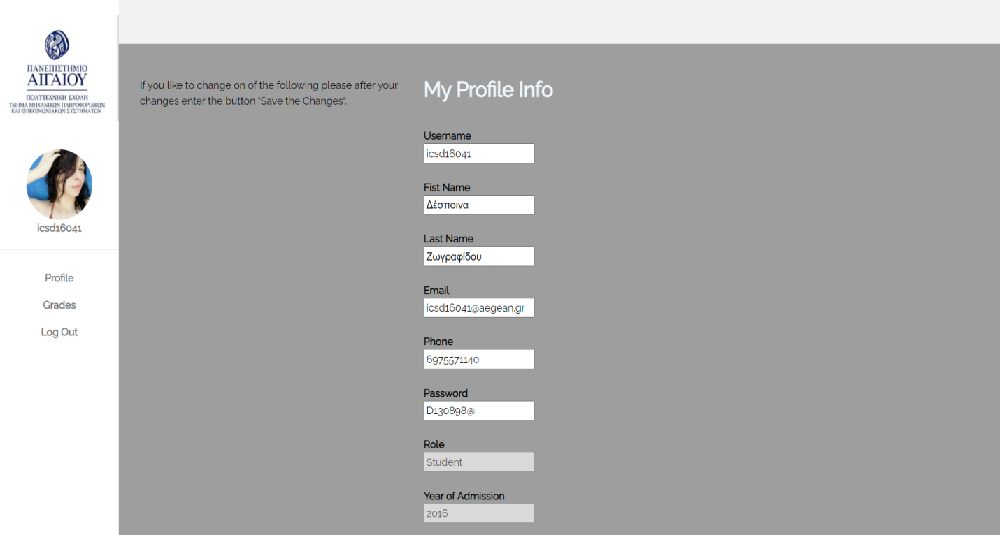 ΠΑΝΕΠΙΣΤΗΜΙΟ
ΑΙΓΑΙΟΥ
ΠΟΛΥΤΕΧΝΙΚΗ ΣΧΟΛΗ
ΤΜΗΜΑ ΜΗΧΑΝΙΚΩΝ ΠΛΗΡΟΦΟΡΙΑΚΩΝ
ΚΑΙ ΕΠΙΚΟΙΝΩΝΙΑΚΩΝ ΣΥΣΤΗΜΑΤΩΝ
icsd16041
Profile
Grades
Log Out
If you like to change on of the following please after your
changes enter the button "Save the Changes".
My Profile Info
Username
icsd16041
Fist Name
Δέσποινα
Last Name
Ζωγραφίδου
Email
icsd16041@aegean.gr
Phone
6975571140
Password
D130898@
Role
Student
Year of Admission
2016